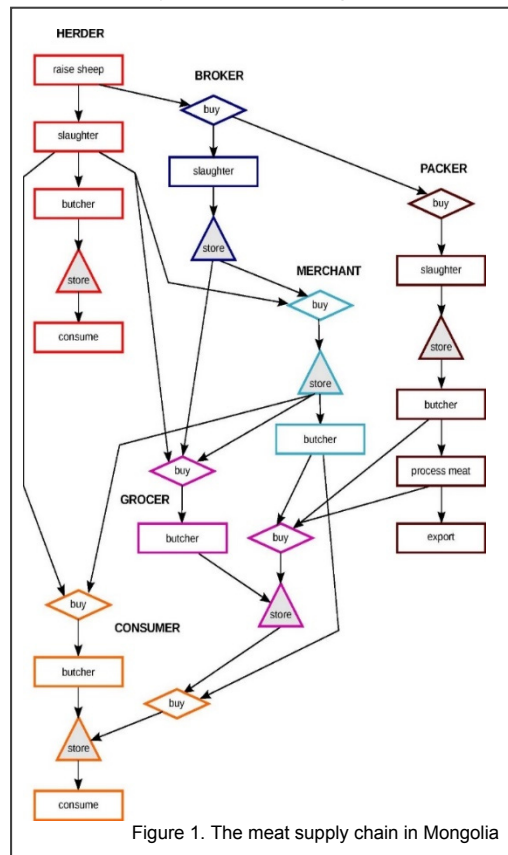 HERDER
raise sheep
BROKER
buy
slaughter
slaughter
PACKER
buy
butcher
store
MERCHANT
slaughter
store
buy
consume
store
store
butcher
butcher
buy
process meat
GROCER
butcher
buy
export
buy
store
CONSUMER
butcher
buy
store
consume
Figure 1. The meat supply chain in Mongolia